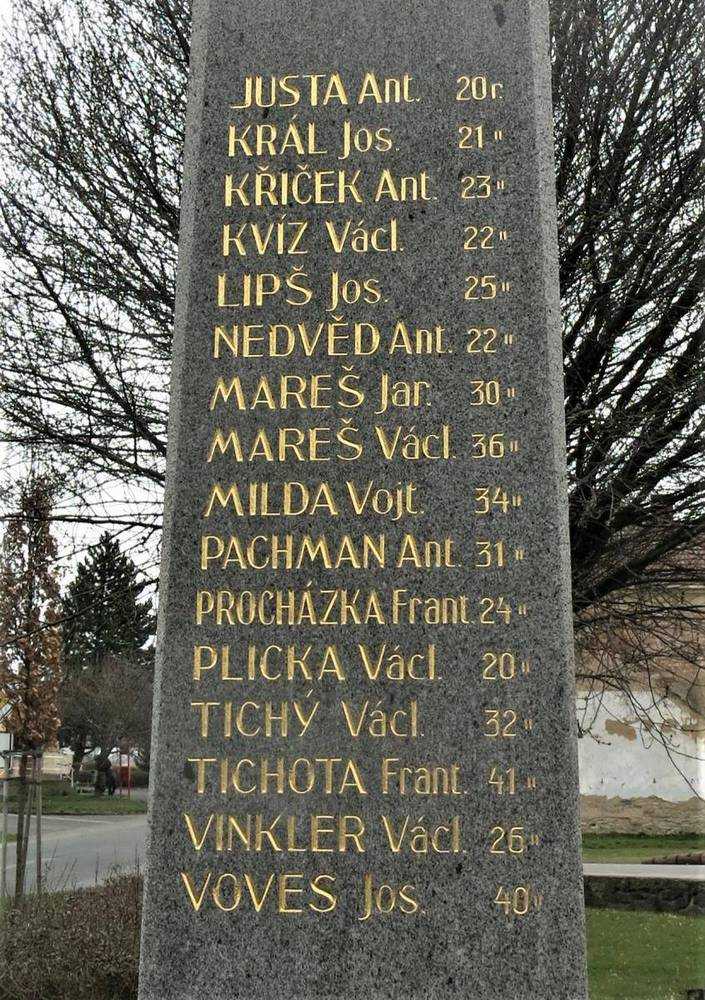 JUSTA Ant. 20r.
KRÁL Jos. 21 "
KŘIČEK Ant. 23 "
KVÍZ Václ. 22 "
LIPŠ Jos. 25 "
NEDVĚD Ant. 22 "
MAREŠ Jar. 30 "
MAREŠ Václ. 36 "
MILDA Vojt. 34 "
PACHMAN Ant. 31 "
PROCHÁZKA Frant. 24 "
PLICKA Václ. 20 "
TICHÝ Václ. 32 "
TICHOTA Frant. 41 "
VINKLER Václ. 26 "
VOVES Jos. 40 "